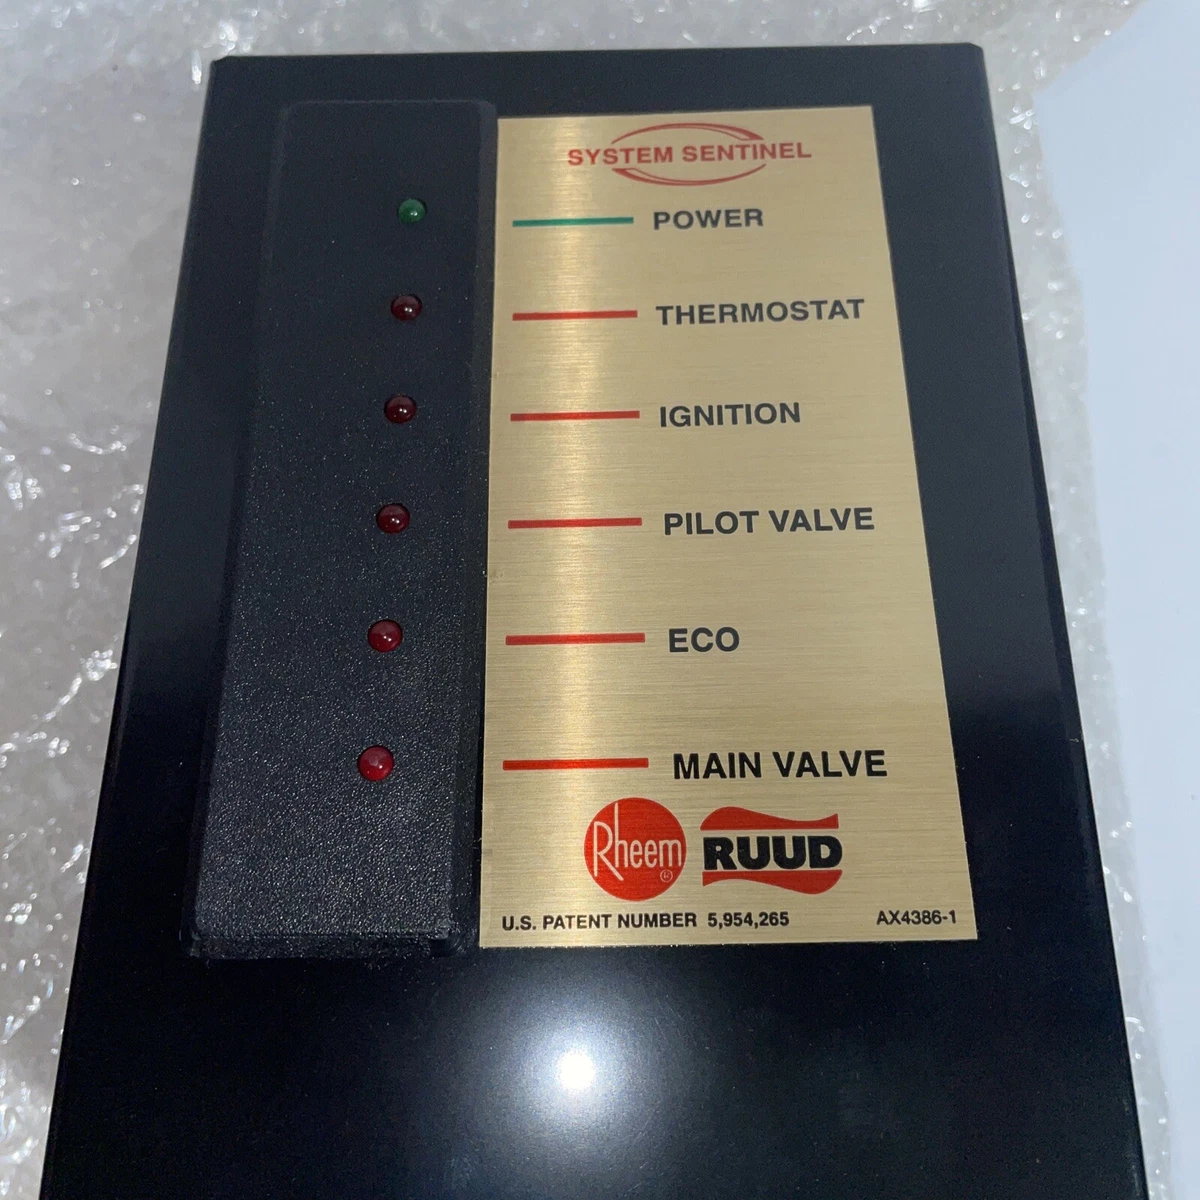 SYSTEM SENTINEL
POWER
THERMOSTAT
IGNITION
PILOT VALVE
ECO
MAIN VALVE
Rheem ® RUUD
U.S. PATENT NUMBER 5,954,265 AX4386-1